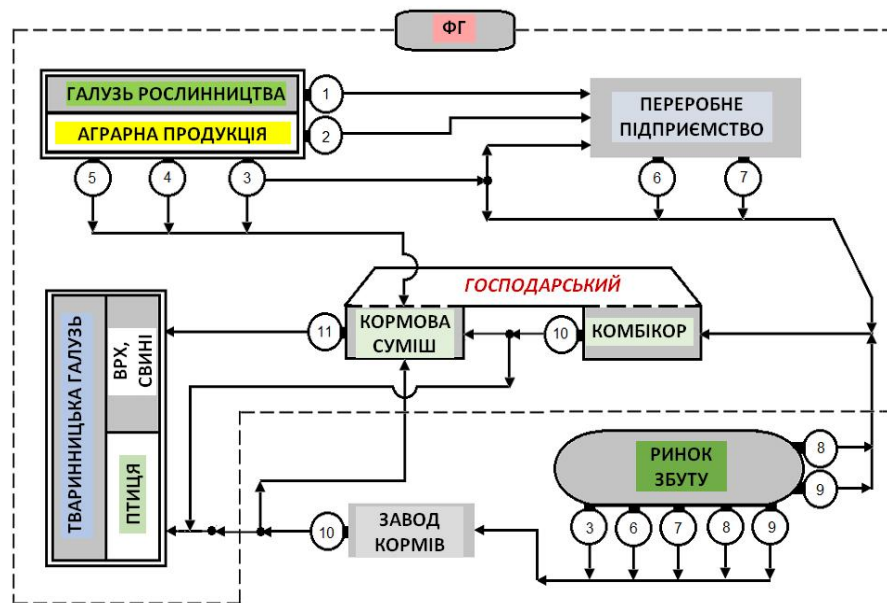 ФГ
ГАЛУЗЬ РОСЛИННИЦТВА
1
АГРАРНА ПРОДУКЦІЯ
2
ПЕРЕРОБНЕ
ПІДПРИЄМСТВО
5
4
3
6
7
ГОСПОДАРСЬКИЙ
ТВАРИННИЦЬКА ГАЛУЗЬ
ВРХ,
СВИНІ
11
КОРМОВА
СУМІШ
10
КОМБІКОР
ПТИЦЯ
РИНОК
ЗБУТУ
8
9
10
ЗАВОД
КОРМІВ
3
6
7
8
9